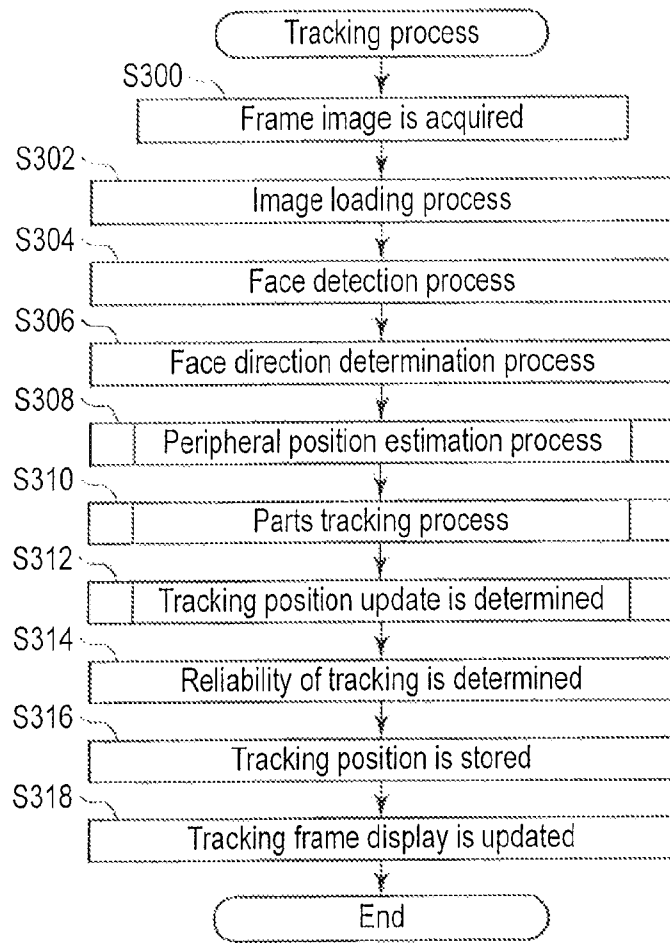 Tracking process
S300
Frame image is acquired
S302
Image loading process
S304
Face detection process
S306
Face direction determination process
S308
Peripheral position estimation process
S310
Parts tracking process
S312
Tracking position update is determined
S314
Reliability of tracking is determined
S316
Tracking position is stored
S318
Tracking frame display is updated
End